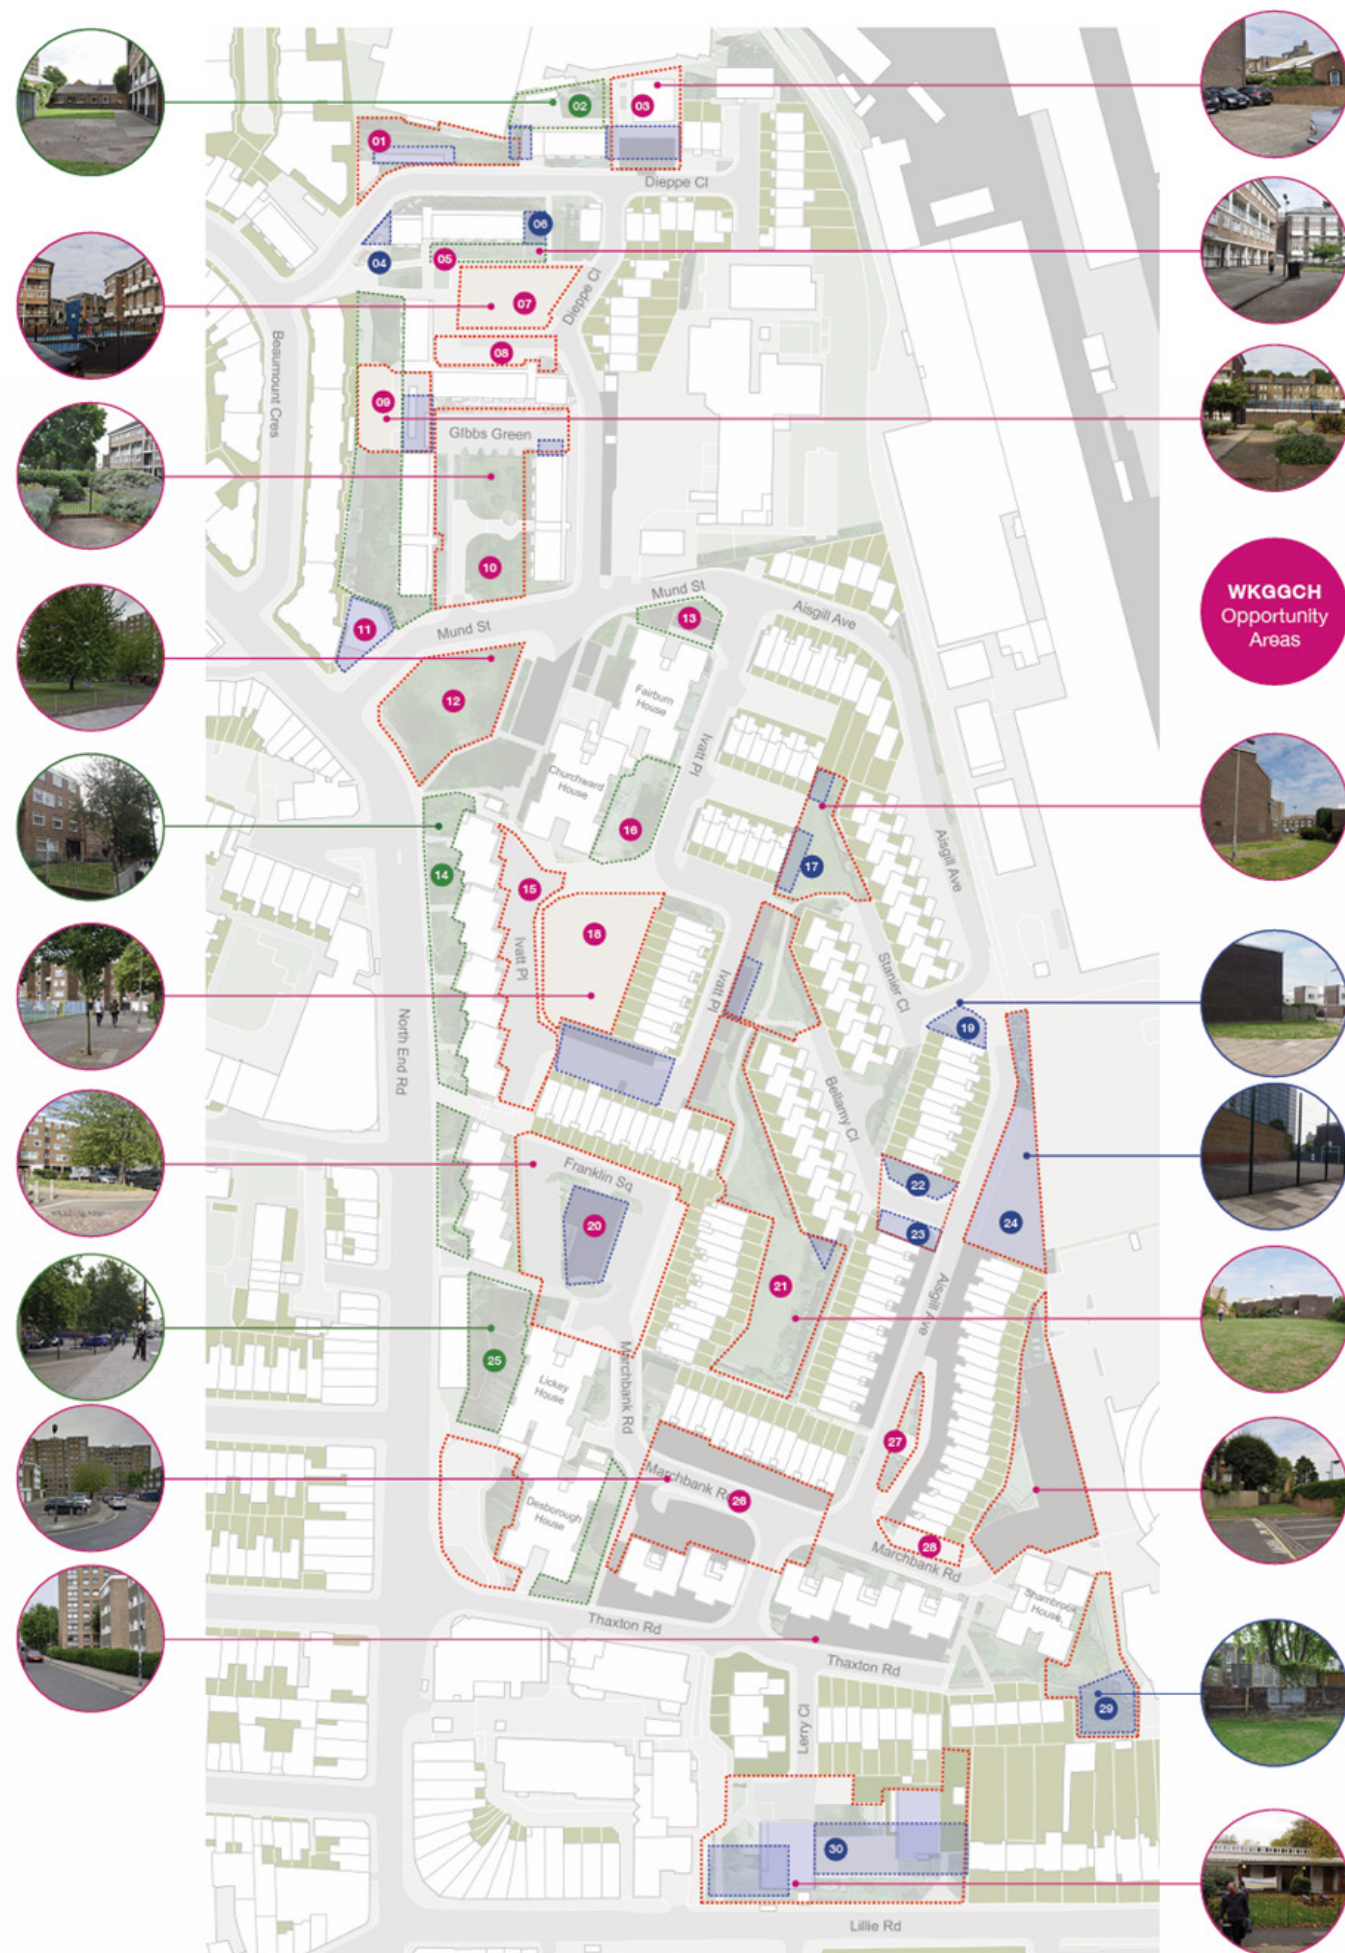 02
03
01
Dieppe Cl
06
04
05
07
Dieppe Cl
08
Beaumount Cres
09
GIbbs Green
WKGGCH
Opportunity
Areas
10
Mund St
Aisgill Ave
11
Mund St
13
12
Fairburn
House
Ivatt Pl
Churchward
House
16
Aisgill Ave
14
15
17
18
Ivatt Pl
Stanier Cl
Ivatt Pl
19
North End Rd
Bellamy Cl
Franklin Sq
22
20
23
24
21
Aisgill Ave
25
Lickey
House
Marchbank Rd
27
Marchbank Rd
26
Desborough
House
28
Marchbank Rd
Sharnbrook
House
Thaxton Rd
Thaxton Rd
29
Lerry Cl
30
Lillie Rd